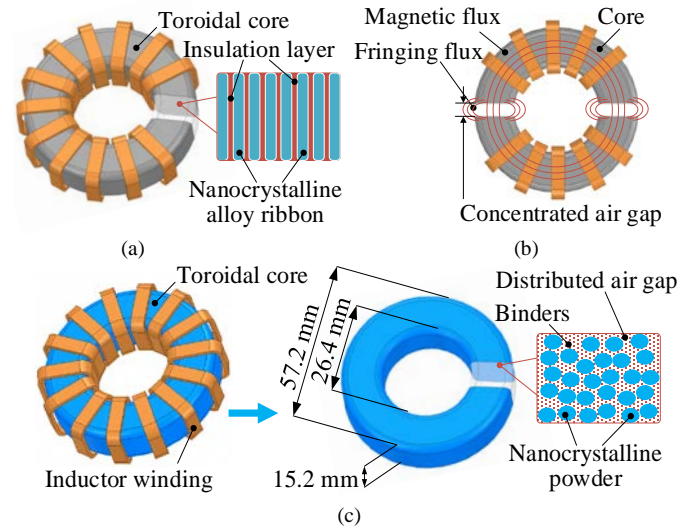 (a)
Toroidal core
Insulation layer
Nanocrystalline
alloy ribbon
Magnetic flux
Core
Fringing flux
Concentrated air gap
(a)
(b)
Toroidal core
Inductor winding
57.2 mm
26.4 mm
15.2 mm
Distributed air gap
Binders
Nanocrystalline
powder
(c)